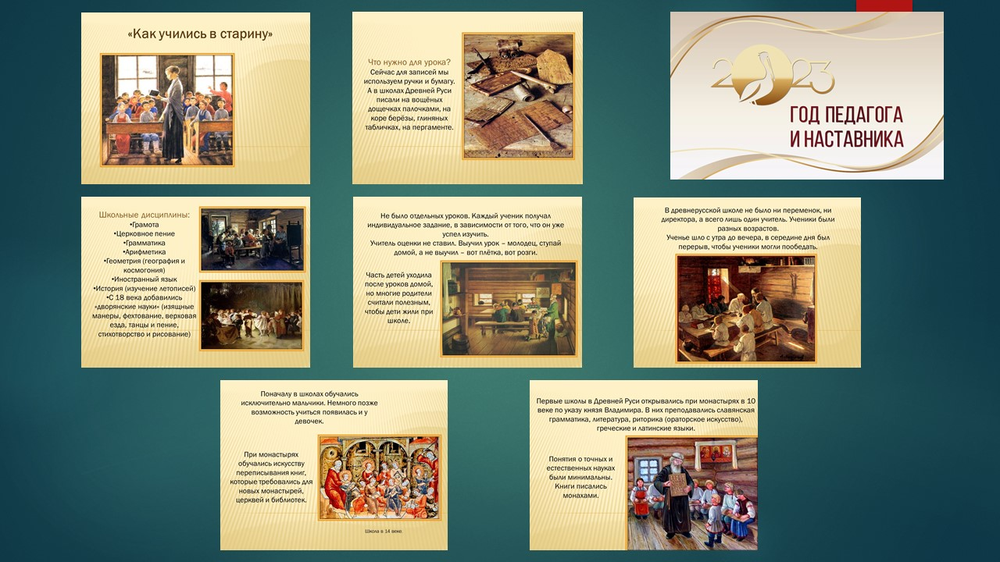 «Как учились в старину»
Что нужно для урока?
Сейчас для записей мы
используем ручки и бумагу.
А в школах Древней Руси
писали на вощёных
дощечках палочками, на
коре берёзы, глиняных
табличках, на пергаменте.
2023
ГОД ПЕДАГОГА
И НАСТАВНИКА
Школьные дисциплины:
•Грамота
•Церковное пение
•Грамматика
•Арифметика
•Геометрия (география и
космогония)
•Иностранный язык
•История (изучение летописей)
•С 18 века добавились
«дворянские науки» (изящные
манеры, фехтование, верховая
езда, танцы и пение,
стихотворство и рисование)
Не было отдельных уроков. Каждый ученик получал
индивидуальное задание, в зависимости от того, что он уже
успел изучить.
Учитель оценки не ставил. Выучил урок – молодец, ступай
домой, а не выучил – вот плётка, вот розги.
Часть детей уходила
после уроков домой,
но многие родители
считали полезным,
чтобы дети жили при
школе.
В древнерусской школе не было ни переменок, ни
директора, а всего лишь один учитель. Ученики были
разных возрастов.
Ученье шло с утра до вечера, в середине дня был
перерыв, чтобы ученики могли пообедать.
Поначалу в школах обучались
исключительно мальчики. Немного позже
возможность учиться появилась и у
девочек.
При монастырях
обучались искусству
переписывания книг,
которые требовались для
новых монастырей,
церквей и библиотек.
Школа в 14 веке
Первые школы в Древней Руси открывались при монастырях в 10
веке по указу князя Владимира. В них преподавались славянская
грамматика, литература, риторика (ораторское искусство),
греческие и латинские языки.
Понятия о точных и
естественных науках
были минимальны.
Книги писались
монахами.